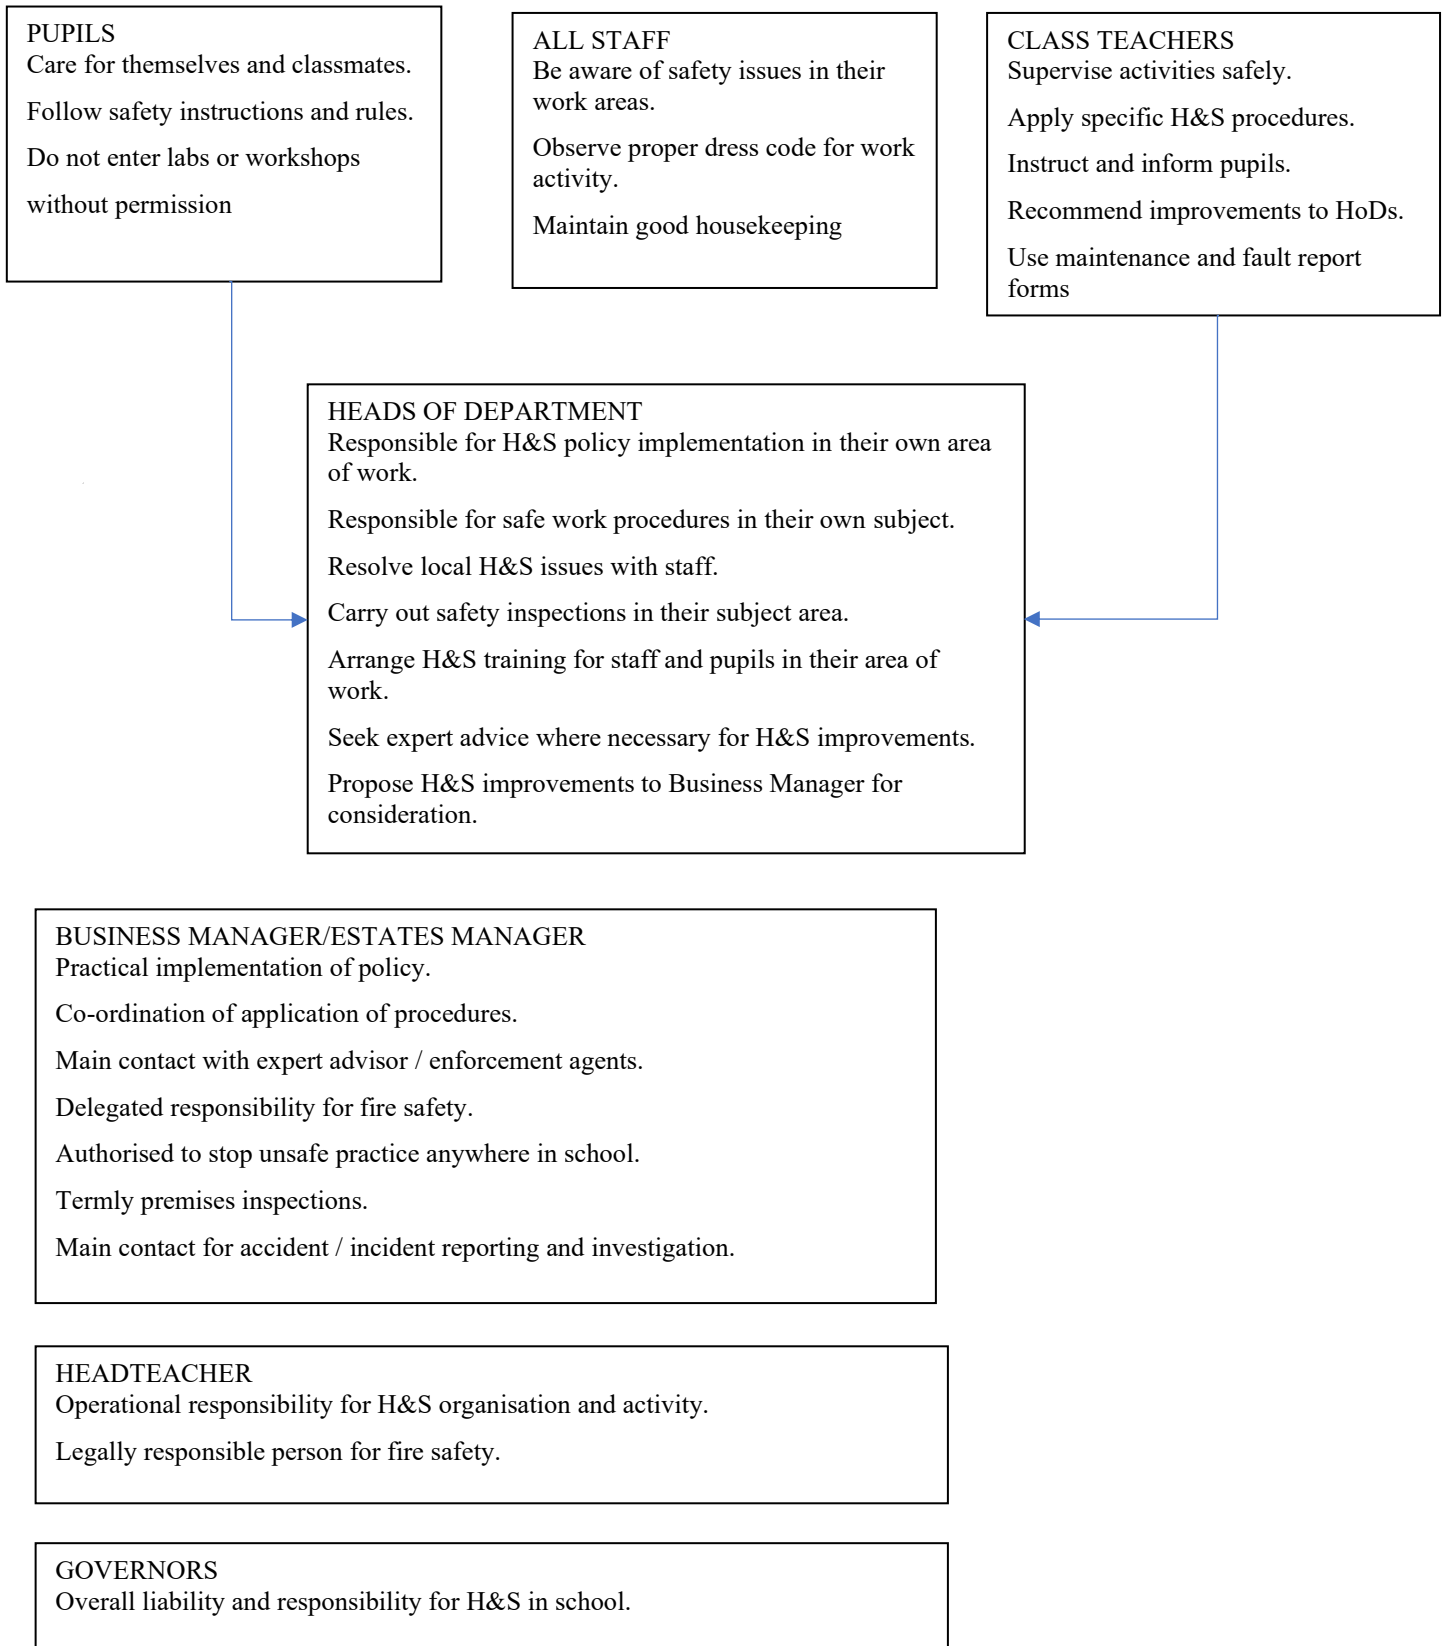 PUPILS
Care for themselves and classmates.
Follow safety instructions and rules.
Do not enter labs or workshops
without permission
ALL STAFF
Be aware of safety issues in their
work areas.
Observe proper dress code for work
activity.
Maintain good housekeeping
CLASS TEACHERS
Supervise activities safely.
Apply specific H&S procedures.
Instruct and inform pupils.
Recommend improvements to HoDs.
Use maintenance and fault report
forms
HEADS OF DEPARTMENT
Responsible for H&S policy implementation in their own area
of work.
Responsible for safe work procedures in their own subject.
Resolve local H&S issues with staff.
Carry out safety inspections in their subject area.
Arrange H&S training for staff and pupils in their area of
work.
Seek expert advice where necessary for H&S improvements.
Propose H&S improvements to Business Manager for
consideration.
BUSINESS MANAGER/ESTATES MANAGER
Practical implementation of policy.
Co-ordination of application of procedures.
Main contact with expert advisor / enforcement agents.
Delegated responsibility for fire safety.
Authorised to stop unsafe practice anywhere in school.
Termly premises inspections.
Main contact for accident / incident reporting and investigation.
HEADTEACHER
Operational responsibility for H&S organisation and activity.
Legally responsible person for fire safety.
GOVERNORS
Overall liability and responsibility for H&S in school.